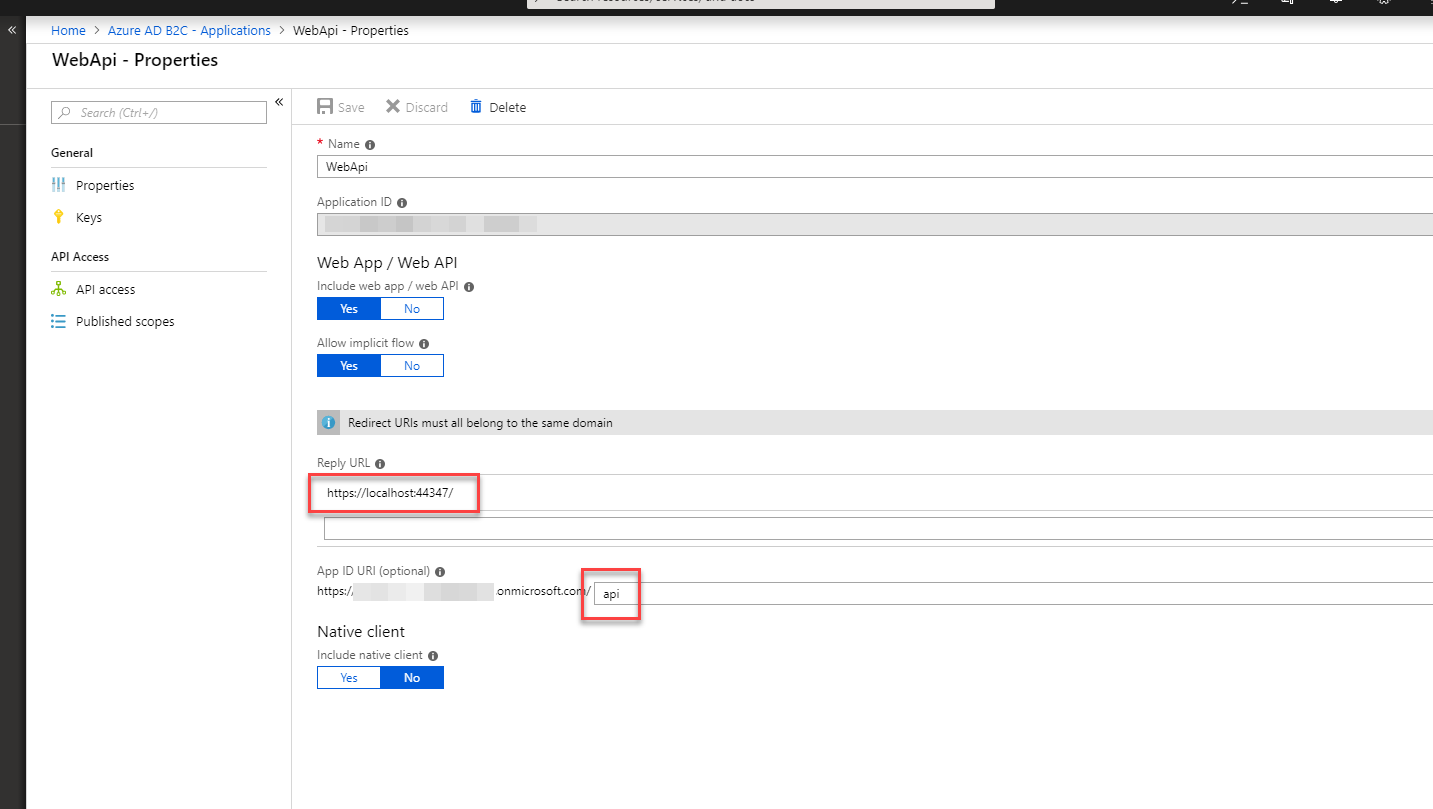 Home > Azure AD B2C - Applications > WebApi - Properties
WebApi - Properties
Search (Ctrl+/)
General
Properties
Keys
API Access
API access
Published scopes
Save Discard Delete
* Name
WebApi
Application ID
Web App / Web API
Include web app / web API
Yes No
Allow implicit flow
Yes No
Redirect URIs must all belong to the same domain
Reply URL
https://localhost:44347/
App ID URI (optional)
https:// .onmicrosoft.com/ api
Native client
Include native client
Yes No